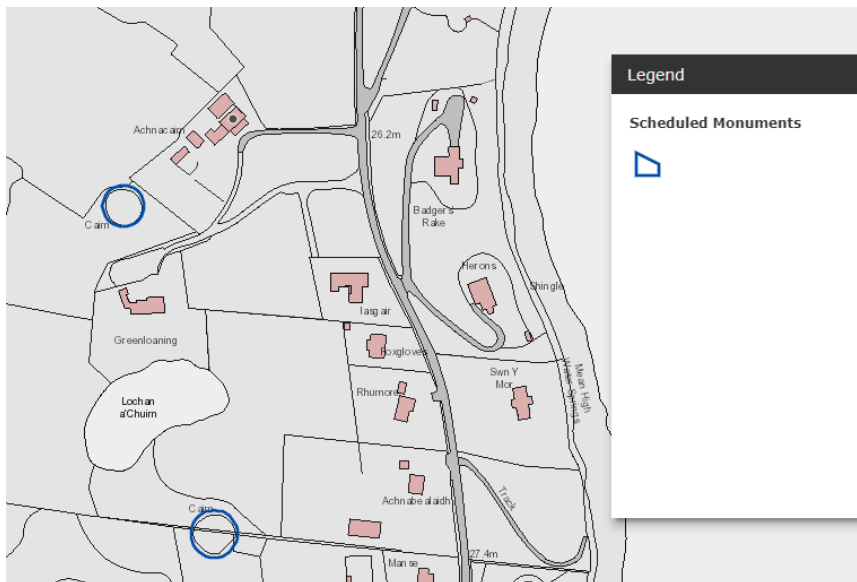 Legend
Scheduled Monuments
Achnacairn
26.2m
Cairn
Badger's
Rake
Herons
Shingle
Iasgair
Greenloaning
Foxgloves
Mean High
Water Springs
Swn Y
Mor
Rhumore
Lochan
a'Chuirn
Achnabealaidh
Track
Cairn
27.4m
Manse